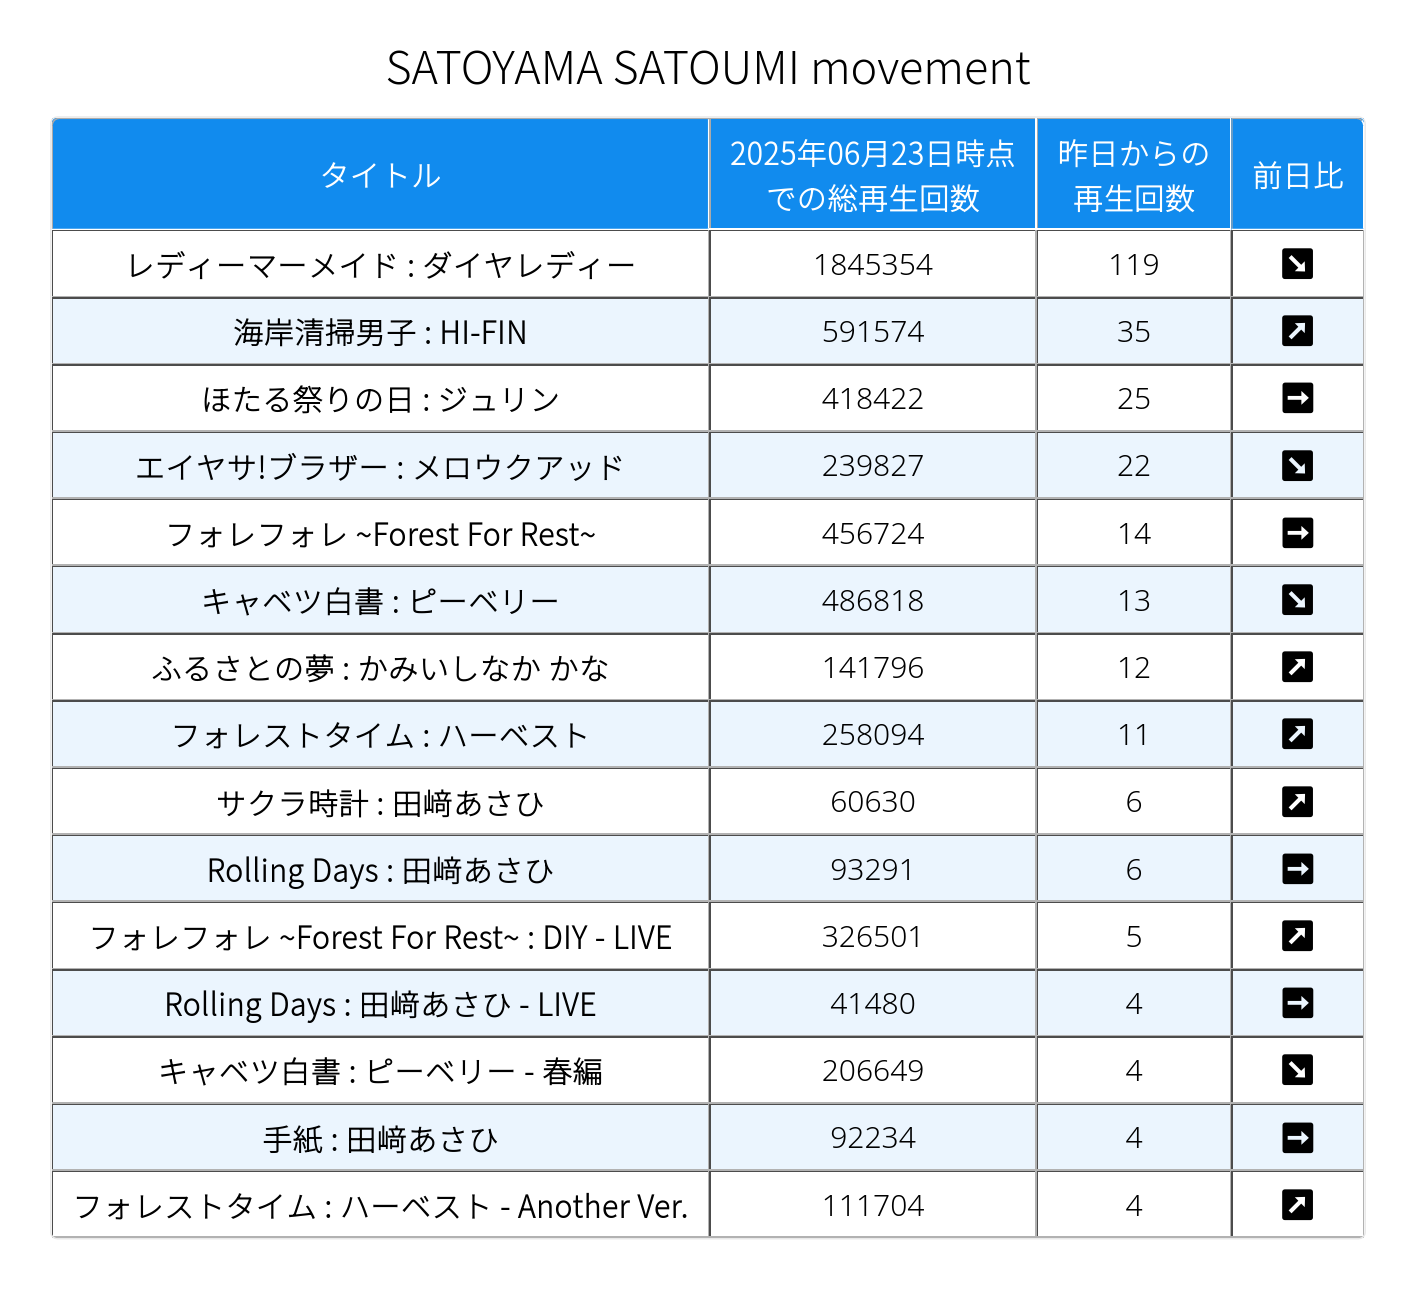 SATOYAMA SATOUMI movement
タイトル 2025年06月23日時点での総再生回数 昨日からの再生回数 前日比
レディーマーメイド : ダイヤレディー 1845354 119 ↘
海岸清掃男子 : HI-FIN 591574 35 ↗
ほたる祭りの日 : ジュリン 418422 25 →
エイヤサ!ブラザー : メロウクアッド 239827 22 ↘
フォレフォレ ~Forest For Rest~ 456724 14 →
キャベツ白書 : ピーベリー 486818 13 ↘
ふるさとの夢 : かみいしなか かな 141796 12 ↗
フォレストタイム : ハーベスト 258094 11 ↗
サクラ時計 : 田﨑あさひ 60630 6 ↗
Rolling Days : 田﨑あさひ 93291 6 →
フォレフォレ ~Forest For Rest~ : DIY - LIVE 326501 5 ↗
Rolling Days : 田﨑あさひ - LIVE 41480 4 →
キャベツ白書 : ピーベリー - 春編 206649 4 ↘
手紙 : 田﨑あさひ 92234 4 →
フォレストタイム : ハーベスト - Another Ver. 111704 4 ↗